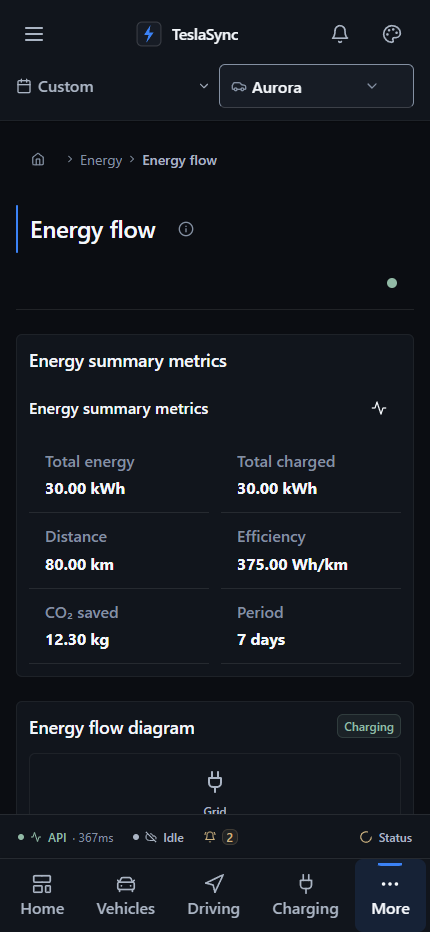 TeslaSync
Custom
Aurora
Energy
Energy flow
Energy flow
Energy summary metrics
Energy summary metrics
Total energy
Total charged
30.00 kWh
30.00 kWh
Distance
Efficiency
80.00 km
375.00 Wh/km
CO₂ saved
Period
12.30 kg
7 days
Energy flow diagram
Charging
Grid
API · 367ms
Idle
2
Status
Home
Vehicles
Driving
Charging
More